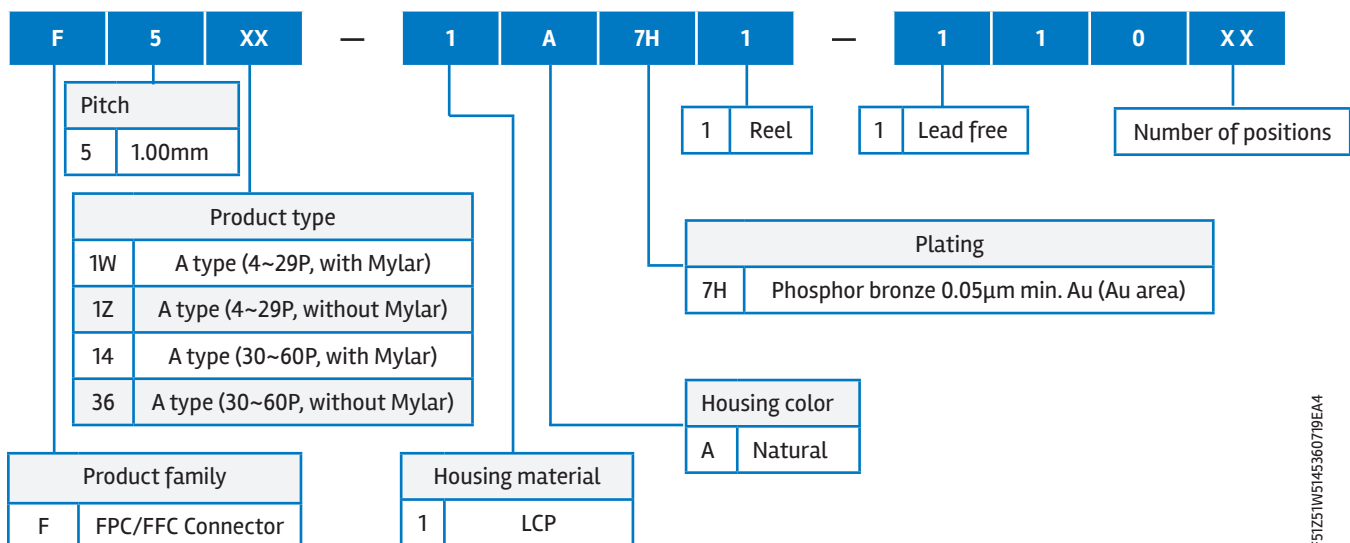 F 5 XX — 1 A 7H 1 — 1 1 0 X X
Pitch
5 1.00mm
1 Reel
1 Lead free
Number of positions
Product type
1W A type (4~29P, with Mylar)
1Z A type (4~29P, without Mylar)
14 A type (30~60P, with Mylar)
36 A type (30~60P, without Mylar)
Plating
7H Phosphor bronze 0.05μm min. Au (Au area)
Housing color
A Natural
Product family
F FPC/FFC Connector
Housing material
1 LCP